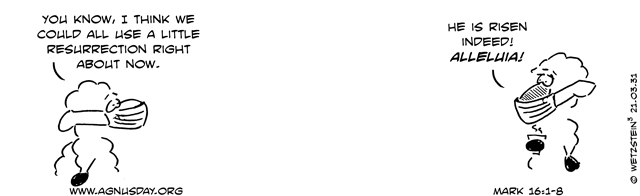 YOU KNOW, I THINK WE
COULD ALL USE A LITTLE
RESURRECTION RIGHT
ABOUT NOW.
HE IS RISEN
INDEED!
ALLELUIA!
WWW.AGNUSDAY.ORG
MARK 16:1-8
© WETZSTEIN³ 21.03.31